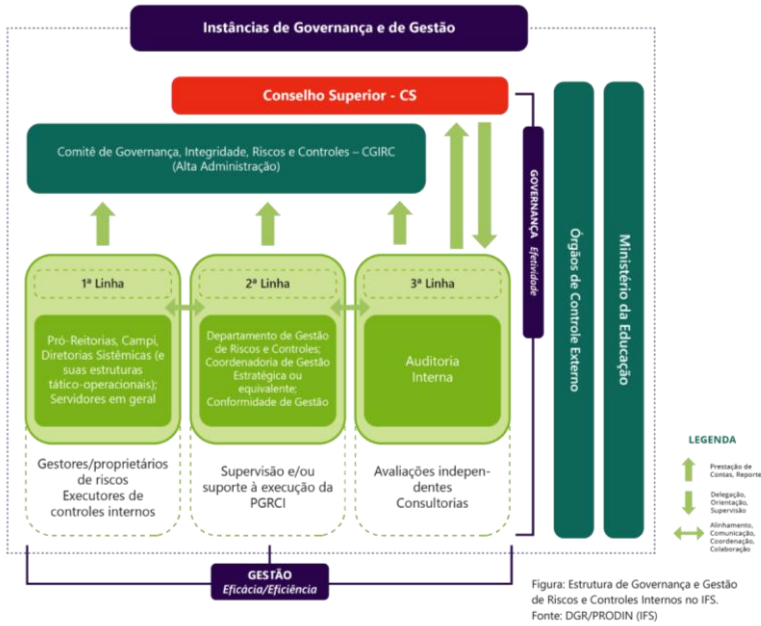 Instâncias de Governança e de Gestão
Conselho Superior - CS
Comitê de Governança, Integridade, Riscos e Controles – CGIRC
(Alta Administração)
1ª Linha
Pró-Reitorias, Campi,
Diretorias Sistêmicas (e
suas estruturas
tático-operacionais);
Servidores em geral
Gestores/proprietários
de riscos
Executores de
controles internos
2ª Linha
Departamento de Gestão
de Riscos e Controles;
Coordenadoria de Gestão
Estratégica ou
equivalente;
Conformidade de Gestão
Supervisão e/ou
suporte à execução da
PGRCI
3ª Linha
Auditoria
Interna
Avaliações indepen-
dentes
Consultorias
GOVERNANÇA
Efetividade
Órgãos de Controle Externo
Ministério da Educação
GESTÃO
Eficácia/Eficiência
LEGENDA
Prestação de
Contas, Reporte
Delegação,
Orientação,
Supervisão
Alinhamento,
Comunicação,
Coordenação,
Colaboração
Figura: Estrutura de Governança e Gestão
de Riscos e Controles Internos no IFS.
Fonte: DGR/PRODIN (IFS)